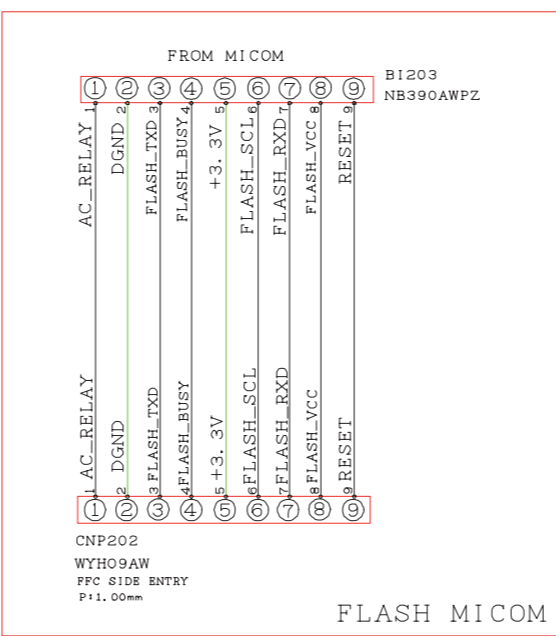 FROM MICOM
BI203
NB390AWPZ
① ② ③ ④ ⑤ ⑥ ⑦ ⑧ ⑨
1 2 3 4 5 6 7 8 9
AC_RELAY
DGND
FLASH_TXD
FLASH_BUSY
+3. 3V
FLASH_SCL
FLASH_RXD
FLASH_VCC
RESET
AC_RELAY
DGND
FLASH_TXD
FLASH_BUSY
+3. 3V
FLASH_SCL
FLASH_RXD
FLASH_VCC
RESET
1 2 3 4 5 6 7 8 9
① ② ③ ④ ⑤ ⑥ ⑦ ⑧ ⑨
CNP202
WYH09AW
FFC SIDE ENTRY
P:1. 00mm
FLASH MICOM